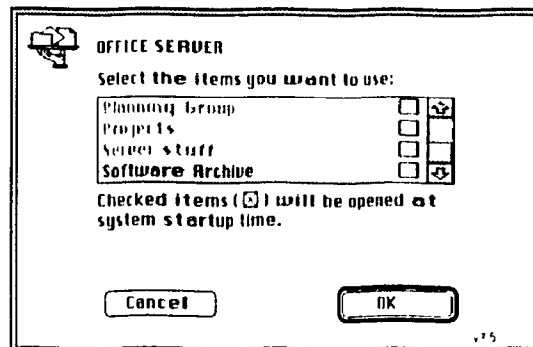 OFFICE SERVER
Select the items you want to use:
Planning Group
Projects
Server stuff
Software Archive
Checked items (☒) will be opened at
system startup time.
Cancel
OK